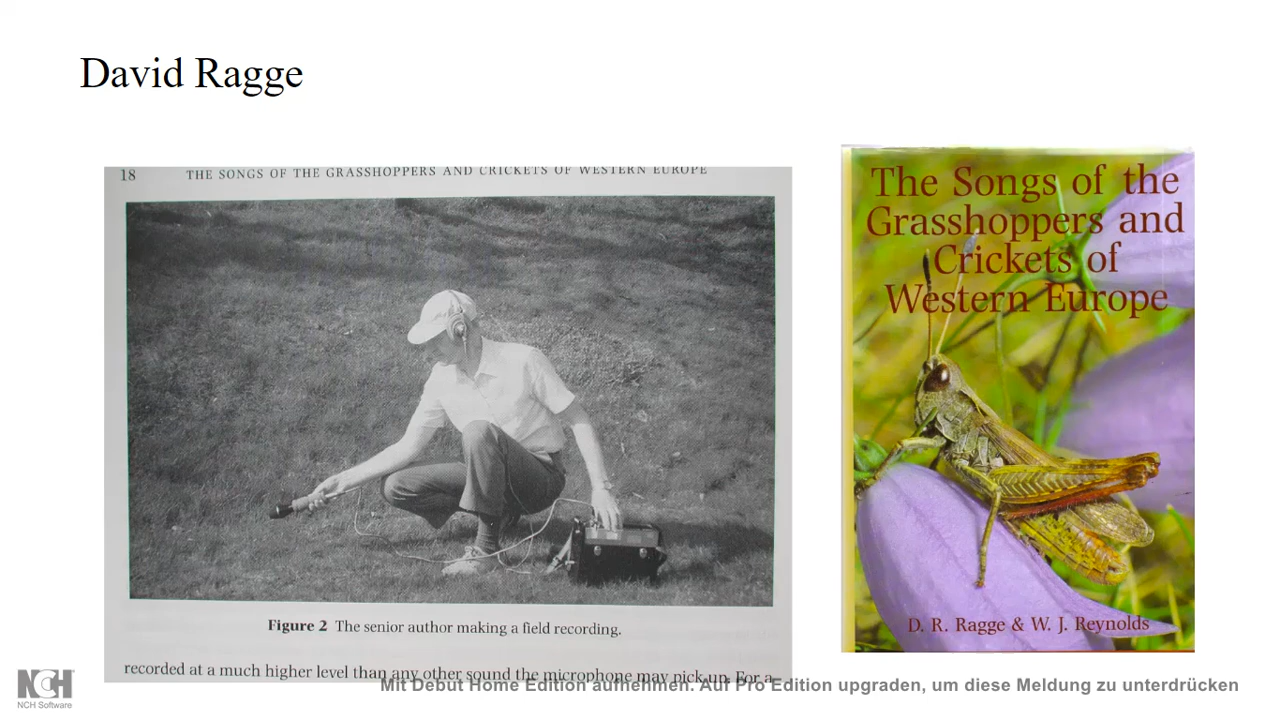 David Ragge
18 THE SONGS OF THE GRASSHOPPERS AND CRICKETS OF WESTERN EUROPE
Figure 2 The senior author making a field recording.
recorded at a much higher level than any other sound the microphone may pick up. For a
The Songs of the
Grasshoppers and
Crickets of
Western Europe
D. R. Ragge & W. J. Reynolds
NCH
NCH Software
Mit Debut Home Edition aufnehmen. Auf Pro Edition upgraden, um diese Meldung zu unterdrücken